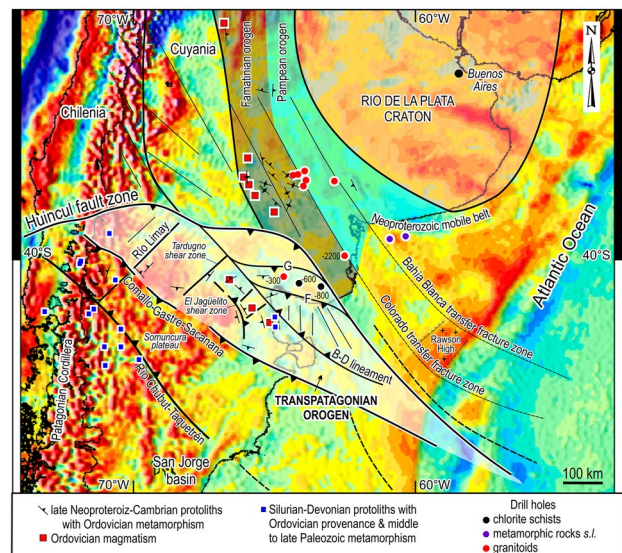 70°W
60°W
N
Cuyania
Famatinian orogen
Pampean orogen
Buenos
Aires
RIO DE LA PLATA
CRATON
Chilenia
Huincul fault zone
Neoproterozoic mobile belt
Atlantic Ocean
40°S
40°S
Río Limay
Tardugno
shear zone
-2200
G
-300
-600
-800
F
Bahía Blanca transfer fracture zone
Colorado transfer fracture zone
Rawson
High
El Jagüelito
shear zone
Comallo-Gastre-Sacanana
Somuncura
plateau
B-D lineament
Patagonian Cordillera
Río Chubut-Taquetren
TRANSPATAGONIAN
OROGEN
San Jorge
basin
70°W
60°W
100 km
late Neoproteroiz-Cambrian protoliths
with Ordovician metamorphism
Ordovician magmatism
Silurian-Devonian protoliths with
Ordovician provenance & middle
to late Paleozoic metamorphism
Drill holes
chlorite schists
metamorphic rocks s.l.
granitoids